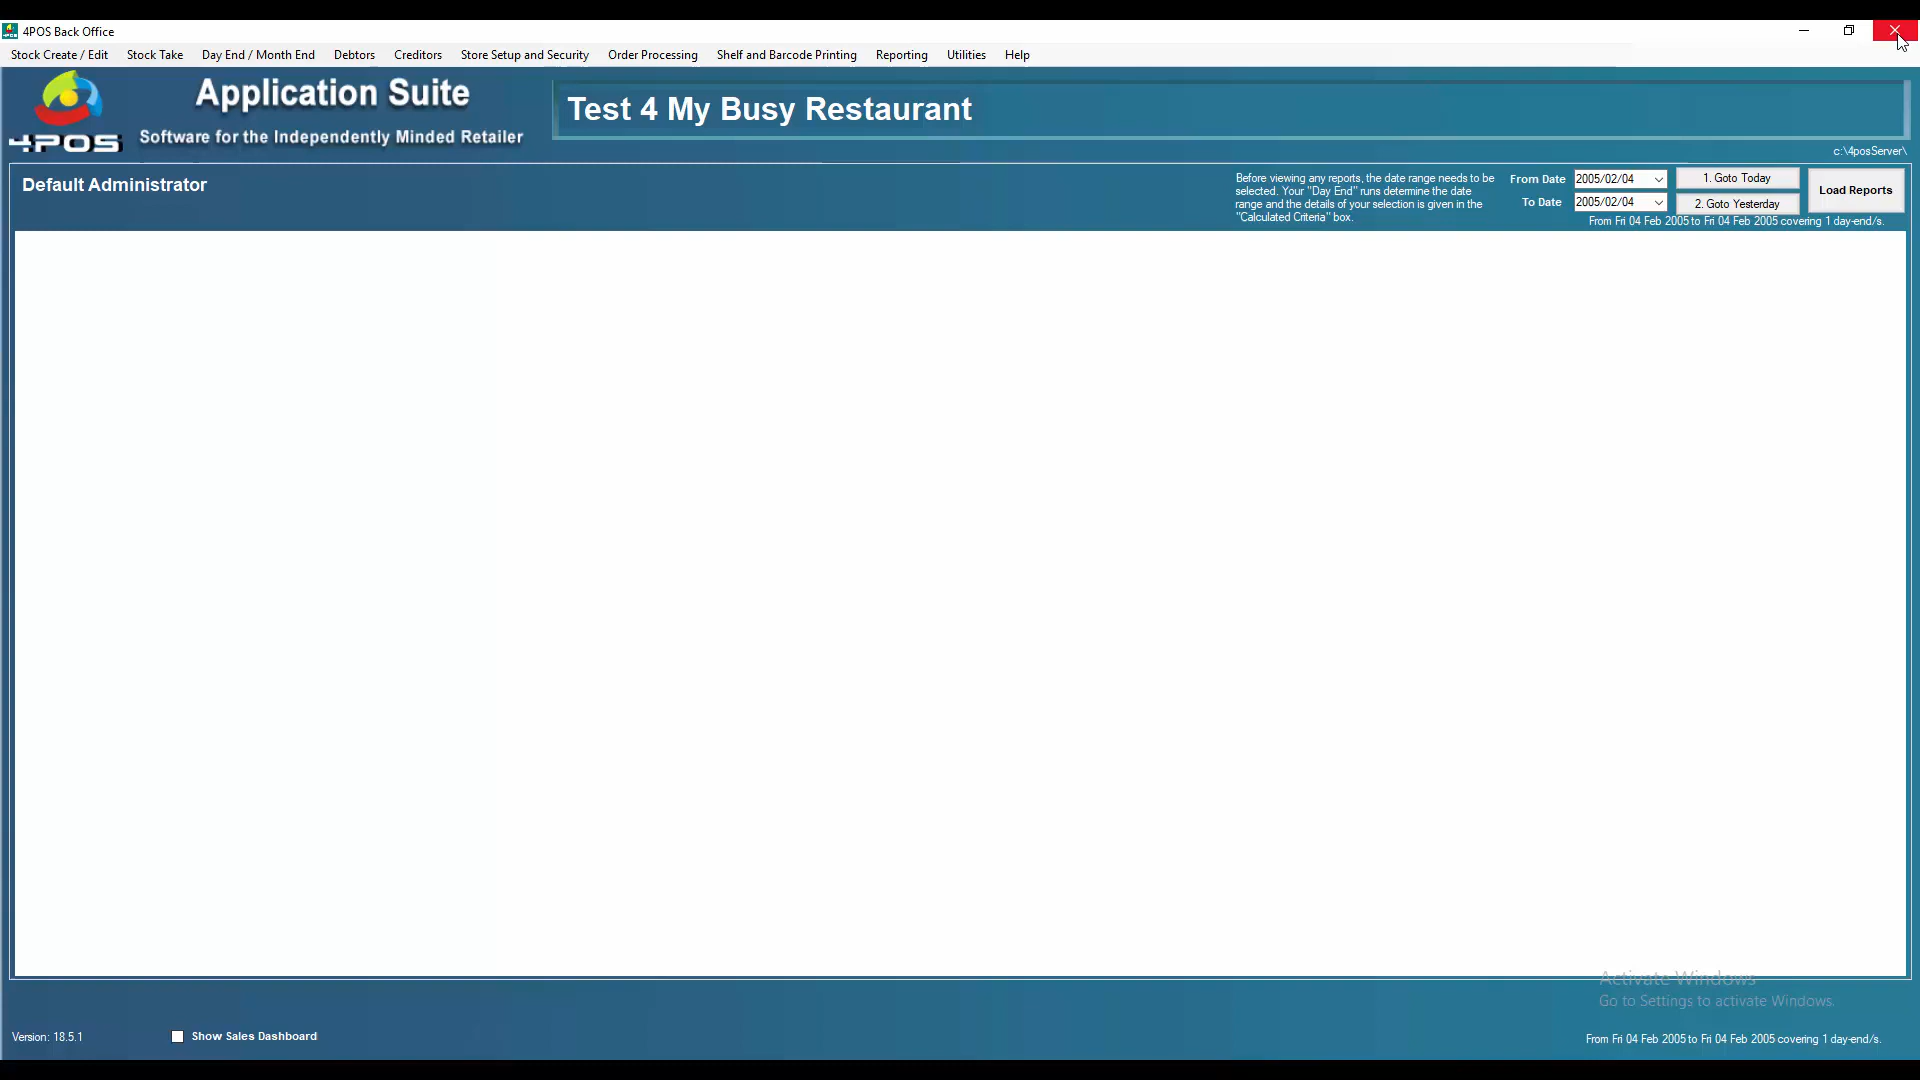 4POS Back Office
Stock Create / Edit Stock Take Day End / Month End Debtors Creditors Store Setup and Security Order Processing Shelf and Barcode Printing Reporting Utilities Help
4POS
Application Suite
Software for the Independently Minded Retailer
Test 4 My Busy Restaurant
c:\4posServer\
Default Administrator
Before viewing any reports, the date range needs to be
selected. Your "Day End" runs determine the date
range and the details of your selection is given in the
"Calculated Criteria" box.
From Date 2005/02/04
To Date 2005/02/04
1. Goto Today
2. Goto Yesterday
Load Reports
From Fri 04 Feb 2005 to Fri 04 Feb 2005 covering 1 day-end/s.
Activate Windows
Go to Settings to activate Windows.
Version: 18.5.1
Show Sales Dashboard
From Fri 04 Feb 2005 to Fri 04 Feb 2005 covering 1 day-end/s.